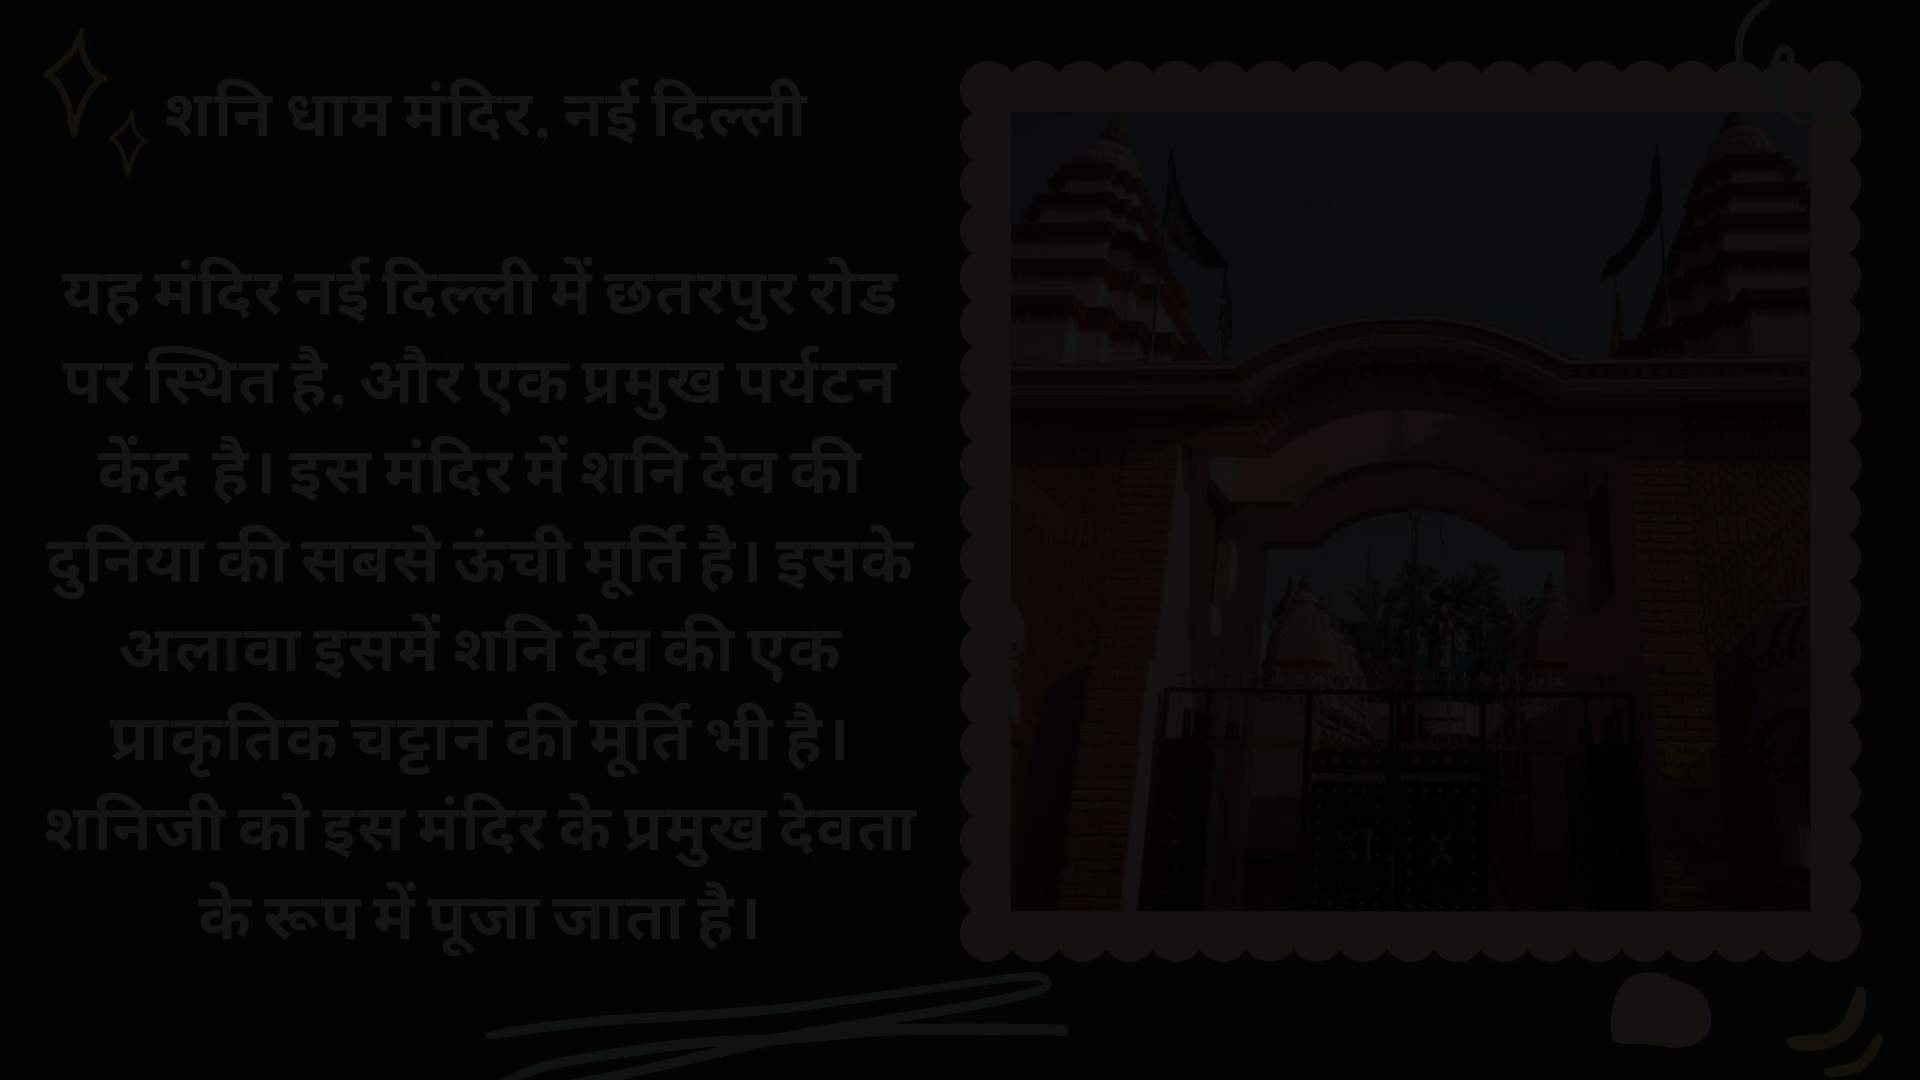 शनि धाम मंदिर, नई दिल्ली
यह मंदिर नई दिल्ली में छतरपुर रोड
पर स्थित है, और एक प्रमुख पर्यटन
केंद्र है। इस मंदिर में शनि देव की
दुनिया की सबसे ऊंची मूर्ति है। इसके
अलावा इसमें शनि देव की एक
प्राकृतिक चट्टान की मूर्ति भी है।
शनिजी को इस मंदिर के प्रमुख देवता
के रूप में पूजा जाता है।